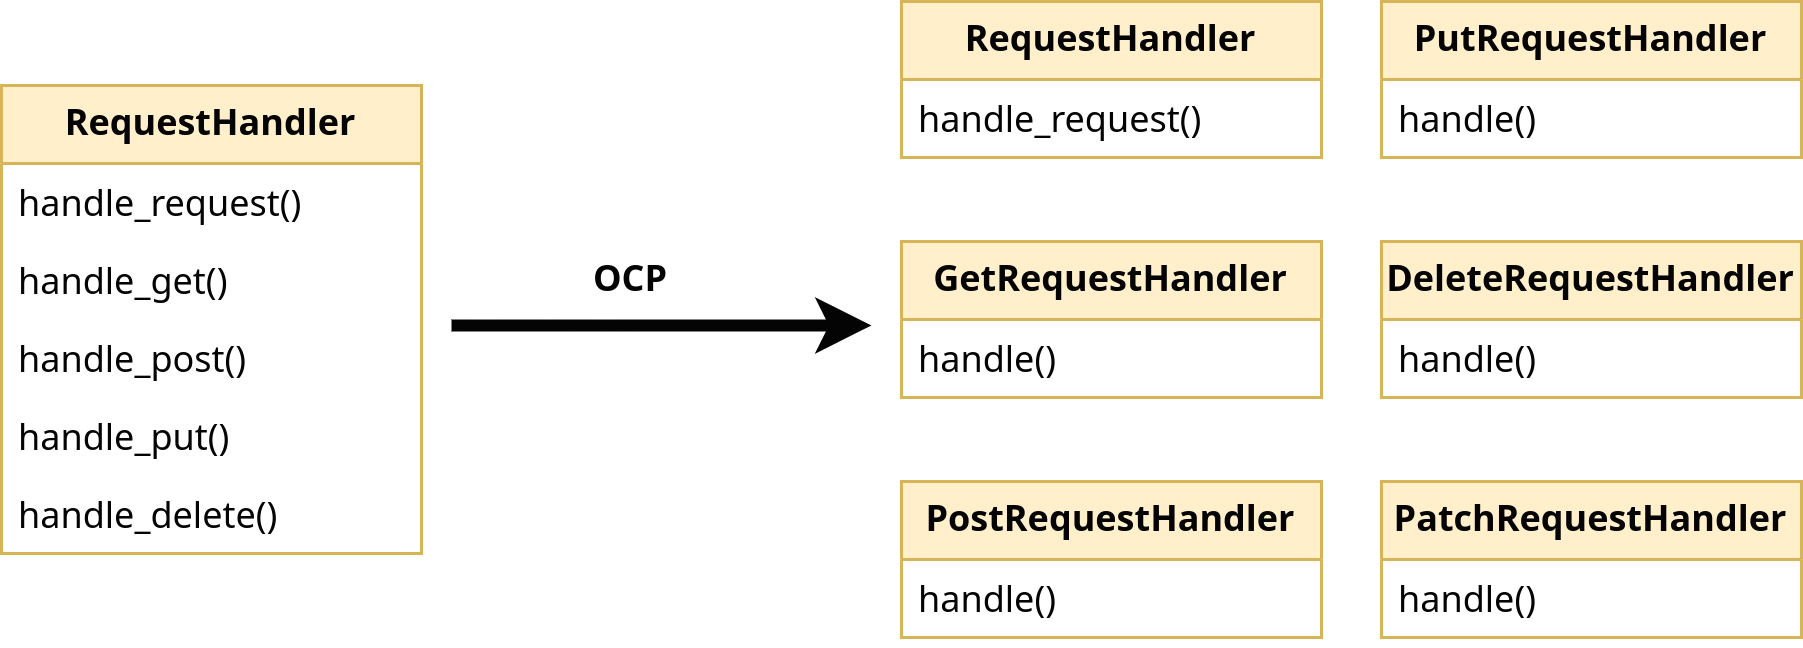 RequestHandler
handle_request()
handle_get()
handle_post()
handle_put()
handle_delete()
OCP
RequestHandler
handle_request()
PutRequestHandler
handle()
GetRequestHandler
handle()
DeleteRequestHandler
handle()
PostRequestHandler
handle()
PatchRequestHandler
handle()